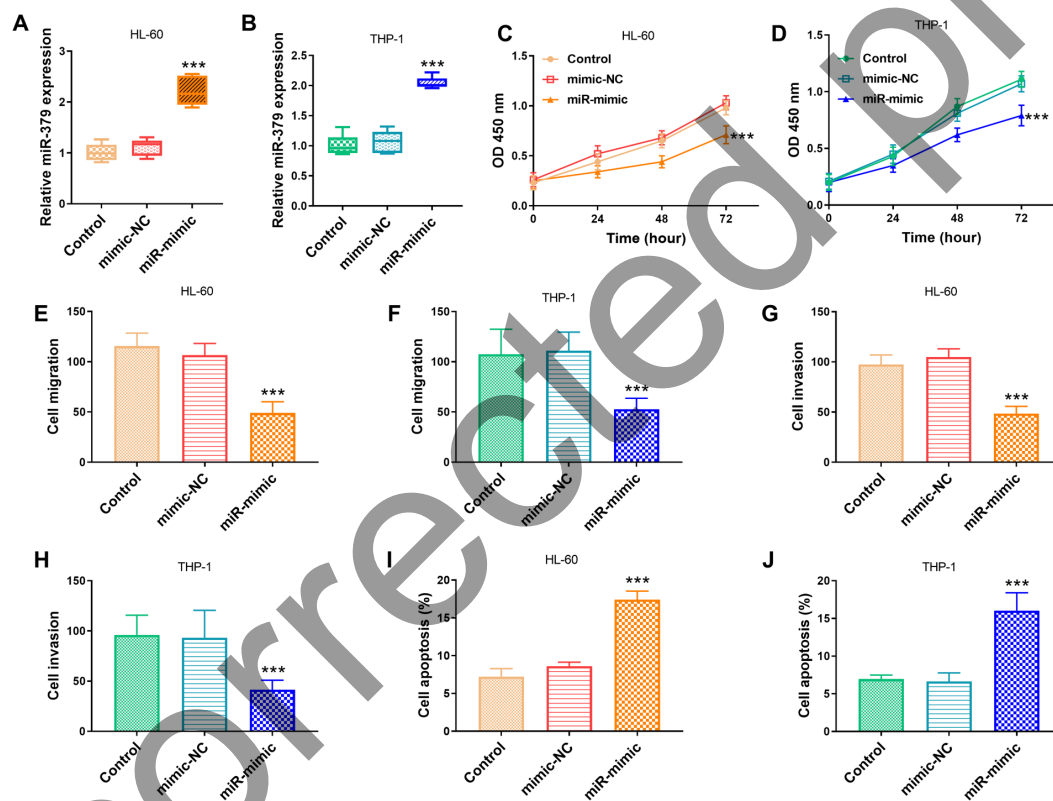 A
HL-60
Relative miR-379 expression
3
2
1
0
***
Control
mimic-NC
miR-mimic
B
THP-1
Relative miR-379 expression
2.5
2.0
1.5
1.0
0.5
0.0
***
Control
mimic-NC
miR-mimic
C
HL-60
OD 450 nm
1.5
1.0
0.5
0.0
Control
mimic-NC
miR-mimic
***
0
24
48
72
Time (hour)
D
THP-1
OD 450 nm
1.5
1.0
0.5
0.0
Control
mimic-NC
miR-mimic
***
0
24
48
72
Time (hour)
E
HL-60
Cell migration
150
100
50
0
***
Control
mimic-NC
miR-mimic
F
THP-1
Cell migration
150
100
50
0
***
Control
mimic-NC
miR-mimic
G
HL-60
Cell invasion
150
100
50
0
***
Control
mimic-NC
miR-mimic
H
THP-1
Cell invasion
150
100
50
0
***
Control
mimic-NC
miR-mimic
I
HL-60
Cell apoptosis (%)
20
15
10
5
0
***
Control
mimic-NC
miR-mimic
J
THP-1
Cell apoptosis (%)
20
15
10
5
0
***
Control
mimic-NC
miR-mimic
orrected pr